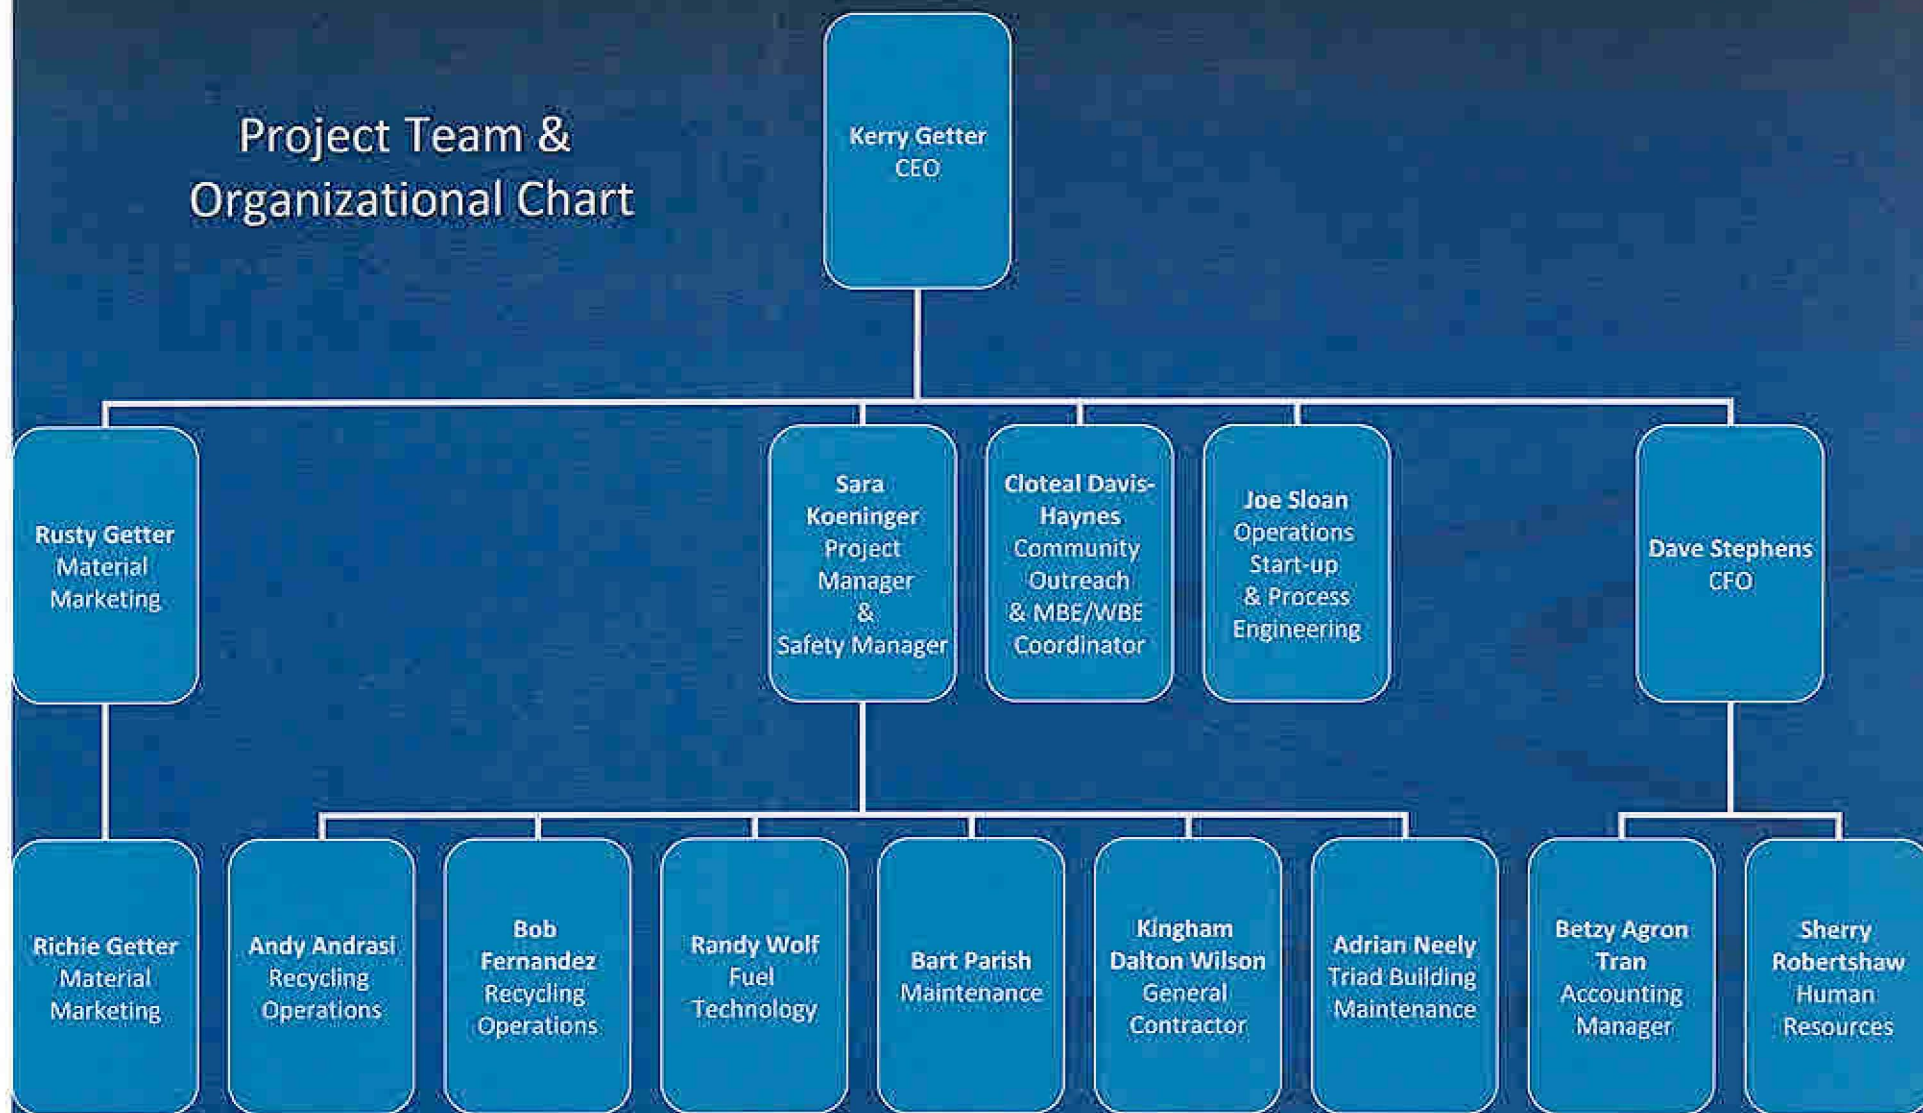 Project Team &
Organizational Chart
Kerry Getter
CEO
Rusty Getter
Material
Marketing
Sara
Koeninger
Project
Manager
&
Safety Manager
Cloteal Davis-
Haynes
Community
Outreach
& MBE/WBE
Coordinator
Joe Sloan
Operations
Start-up
& Process
Engineering
Dave Stephens
CFO
Richie Getter
Material
Marketing
Andy Andrasi
Recycling
Operations
Bob
Fernandez
Recycling
Operations
Randy Wolf
Fuel
Technology
Bart Parish
Maintenance
Kingham
Dalton Wilson
General
Contractor
Adrian Neely
Triad Building
Maintenance
Betzy Agron
Tran
Accounting
Manager
Sherry
Robertshaw
Human
Resources